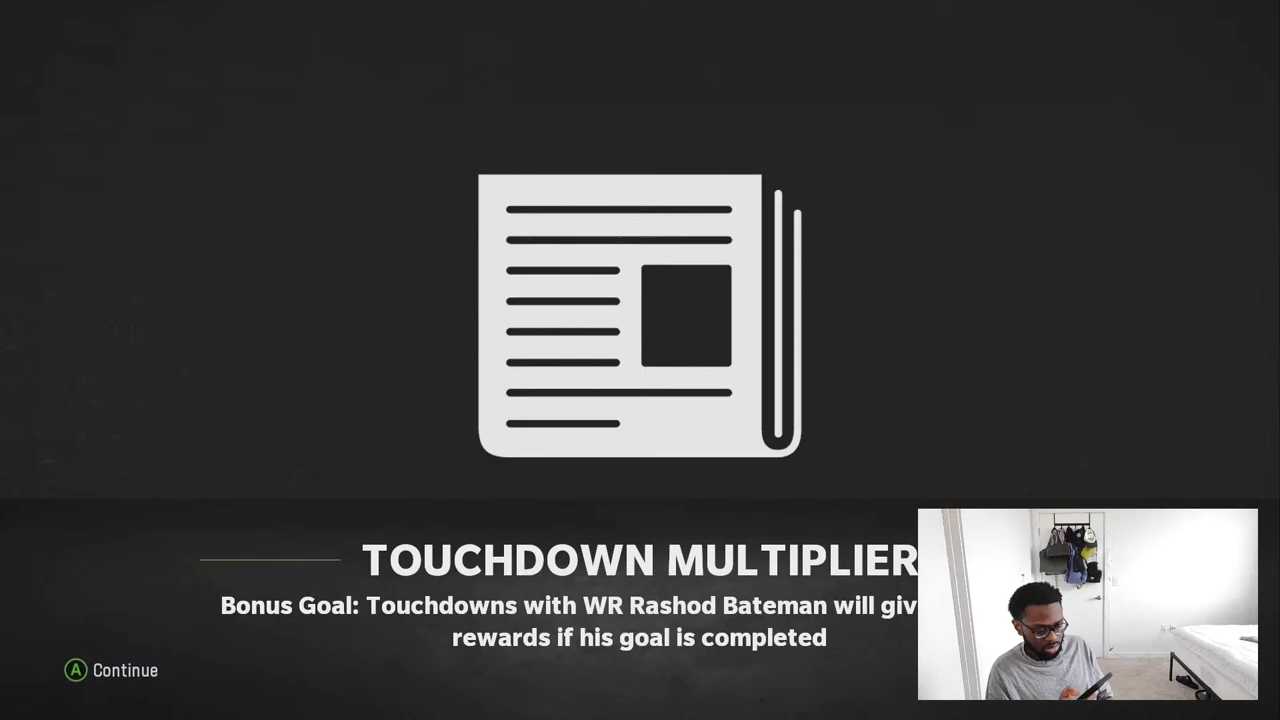 TOUCHDOWN MULTIPLIER
Bonus Goal: Touchdowns with WR Rashod Bateman will giv
rewards if his goal is completed
A Continue